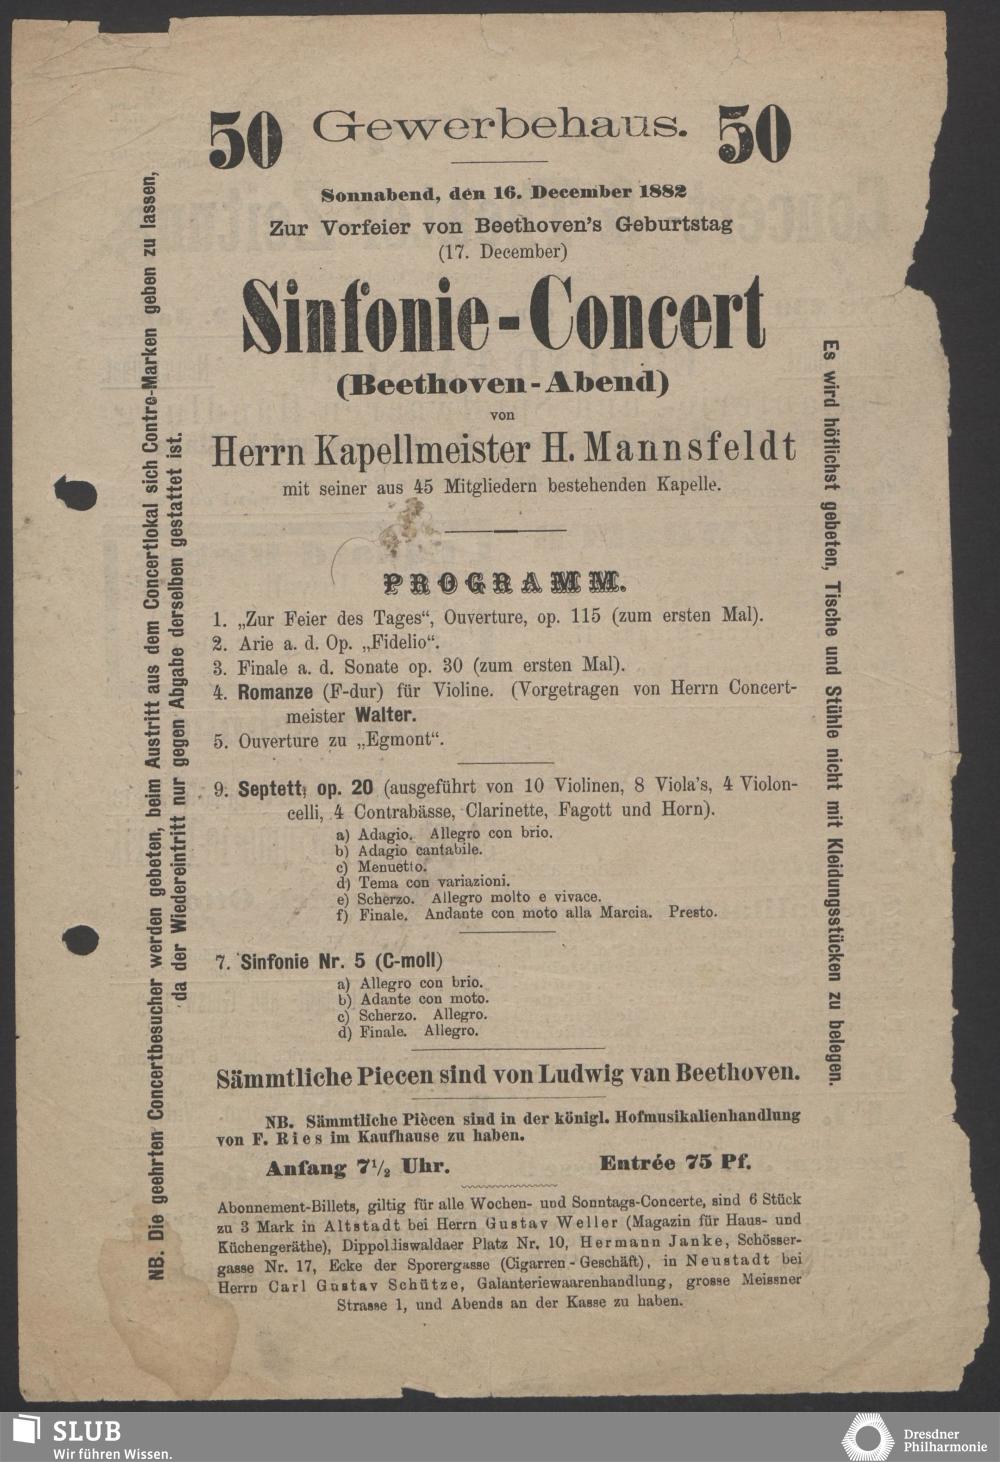 50 Gewerbehaus. 50
Sonnabend, den 16. December 1882
Zur Vorfeier von Beethoven's Geburtstag
(17. December)
Sinfonie-Concert
(Beethoven-Abend)
von
Herrn Kapellmeister H. Mannsfeldt
mit seiner aus 45 Mitgliedern bestehenden Kapelle.
PROGRAMM.
1. „Zur Feier des Tages“, Ouverture, op. 115 (zum ersten Mal).
2. Arie a. d. Op. „Fidelio“.
3. Finale a. d. Sonate op. 30 (zum ersten Mal).
4. Romanze (F-dur) für Violine. (Vorgetragen von Herrn Concert-
meister Walter.
5. Ouverture zu „Egmont“.
9. Septett, op. 20 (ausgeführt von 10 Violinen, 8 Viola's, 4 Violon-
celli, 4 Contrabässe, Clarinette, Fagott und Horn).
a) Adagio. Allegro con brio.
b) Adagio cantabile.
c) Menuetto.
d) Tema con variazioni.
e) Scherzo. Allegro molto e vivace.
f) Finale. Andante con moto alla Marcia. Presto.
7. Sinfonie Nr. 5 (C-moll)
a) Allegro con brio.
b) Adante con moto.
c) Scherzo. Allegro.
d) Finale. Allegro.
Sämmtliche Piecen sind von Ludwig van Beethoven.
NB. Sämmtliche Piècen sind in der königl. Hofmusikalienhandlung
von F. Ries im Kaufhause zu haben.
Anfang 7½ Uhr. Entrée 75 Pf.
Abonnement-Billets, giltig für alle Wochen- und Sonntags-Concerte, sind 6 Stück
zu 3 Mark in Altstadt bei Herrn Gustav Weller (Magazin für Haus- und
Küchengeräthe), Dippoldiswaldaer Platz Nr. 10, Hermann Janke, Schösser-
gasse Nr. 17, Ecke der Sporergasse (Cigarren-Geschäft), in Neustadt bei
Herrn Carl Gustav Schütze, Galanteriewaarenhandlung, grosse Meissner
Strasse 1, und Abends an der Kasse zu haben.
NB. Die geehrten Concertbesucher werden gebeten, beim Austritt aus dem Concertlokal sich Contre-Marken geben zu lassen,
da der Wiedereintritt nur gegen Abgabe derselben gestattet ist.
Es wird höflichst gebeten, Tische und Stühle nicht mit Kleidungsstücken zu belegen.
SLUB
Wir führen Wissen.
Dresdner
Philharmonie